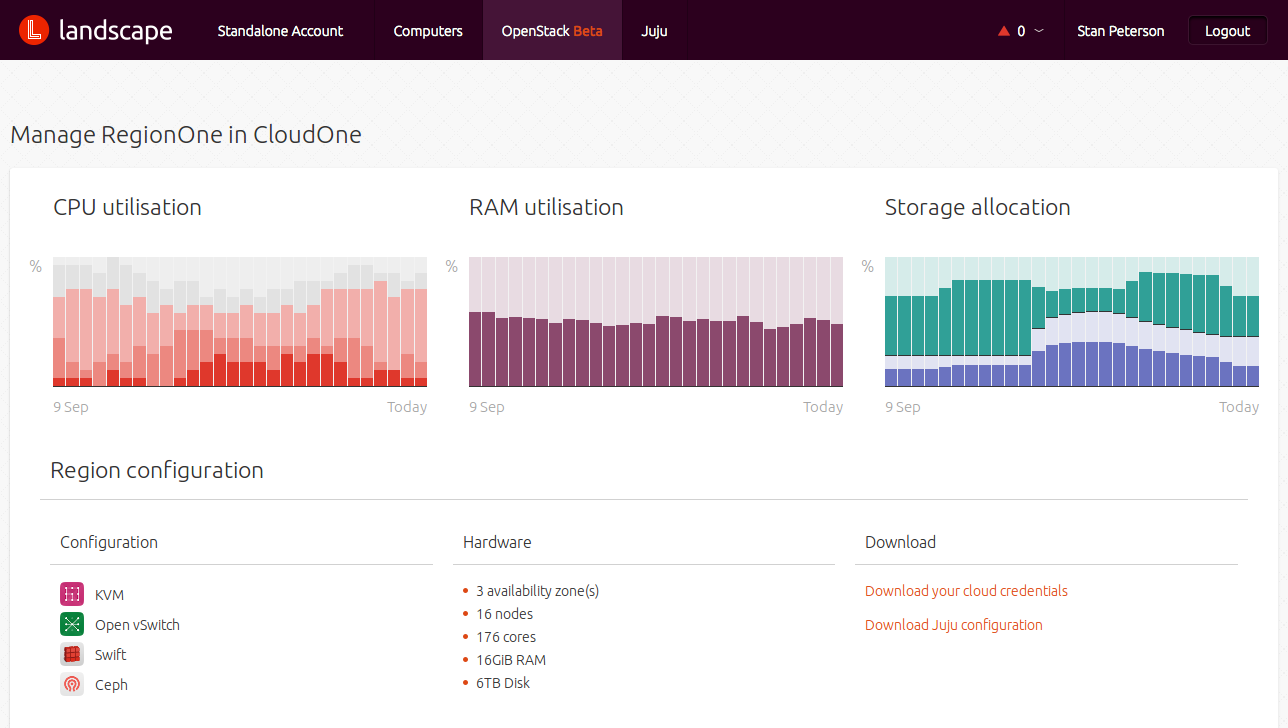 landscape Standalone Account Computers OpenStack Beta Juju 0 Stan Peterson Logout
Manage RegionOne in CloudOne
CPU utilisation RAM utilisation Storage allocation
% % %
9 Sep Today 9 Sep Today 9 Sep Today
Region configuration
Configuration Hardware Download
KVM
Open vSwitch
Swift
Ceph
3 availability zone(s)
16 nodes
176 cores
16GiB RAM
6TB Disk
Download your cloud credentials
Download Juju configuration